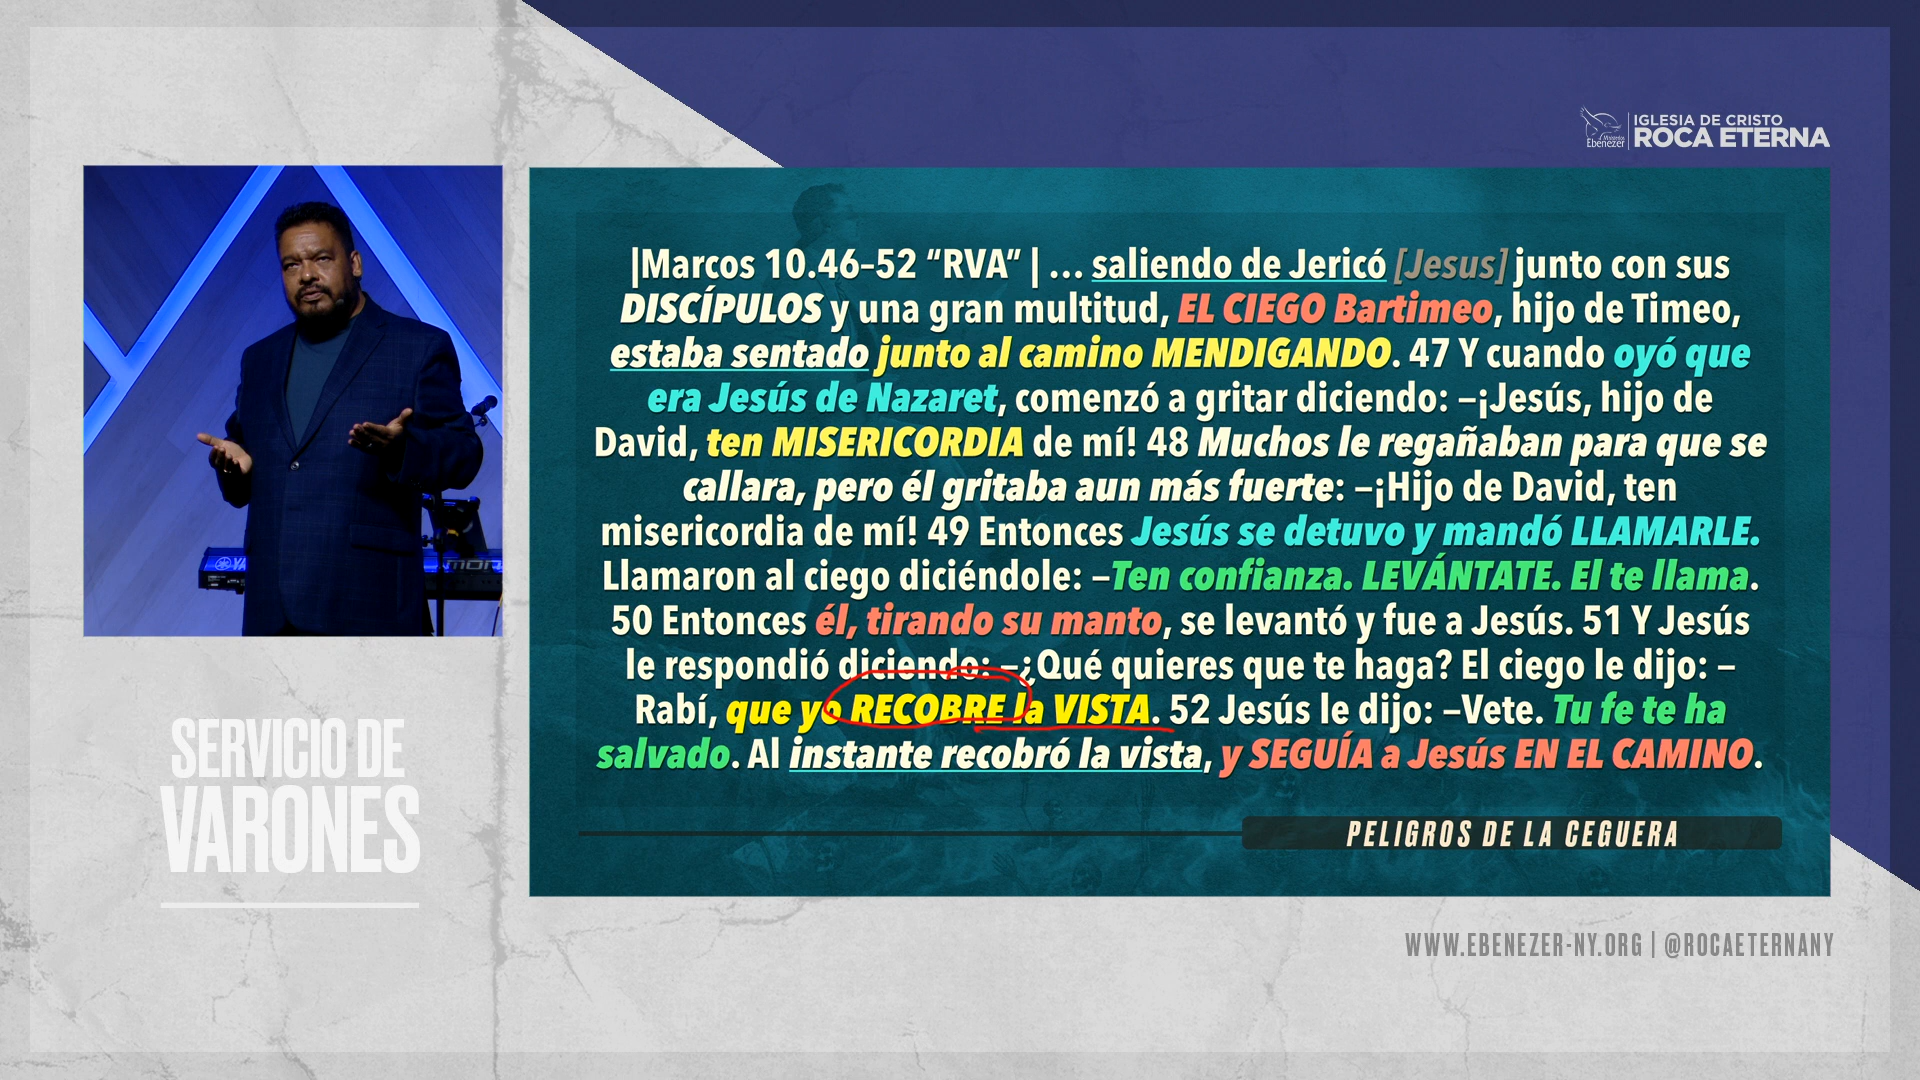 Ministerios
Ebenezer
IGLESIA DE CRISTO
ROCA ETERNA
|Marcos 10.46–52 “RVA” | … saliendo de Jericó [Jesus] junto con sus
DISCÍPULOS y una gran multitud, EL CIEGO Bartimeo, hijo de Timeo,
estaba sentado junto al camino MENDIGANDO. 47 Y cuando oyó que
era Jesús de Nazaret, comenzó a gritar diciendo: –¡Jesús, hijo de
David, ten MISERICORDIA de mí! 48 Muchos le regañaban para que se
callara, pero él gritaba aun más fuerte: –¡Hijo de David, ten
misericordia de mí! 49 Entonces Jesús se detuvo y mandó LLAMARLE.
Llamaron al ciego diciéndole: –Ten confianza. LEVÁNTATE. El te llama.
50 Entonces él, tirando su manto, se levantó y fue a Jesús. 51 Y Jesús
le respondió diciendo: –¿Qué quieres que te haga? El ciego le dijo: –
Rabí, que yo RECOBRE la VISTA. 52 Jesús le dijo: –Vete. Tu fe te ha
salvado. Al instante recobró la vista, y SEGUÍA a Jesús EN EL CAMINO.
PELIGROS DE LA CEGUERA
SERVICIO DE
VARONES
WWW.EBENEZER-NY.ORG | @ROCAETERNANY